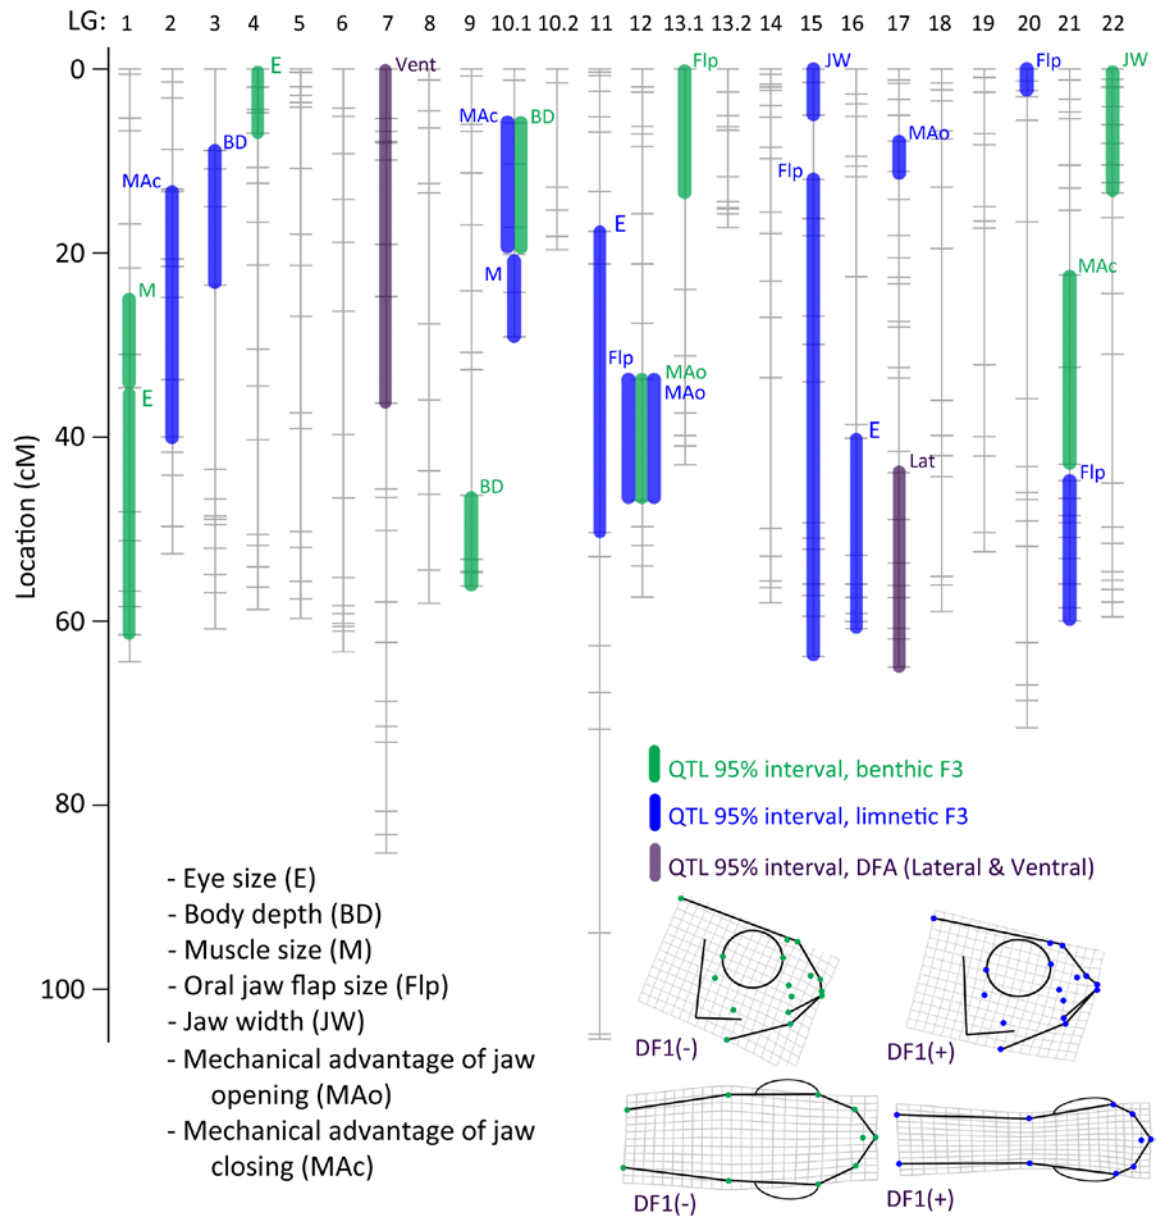 LG: 1 2 3 4 5 6 7 8 9 10.1 10.2 11 12 13.1 13.2 14 15 16 17 18 19 20 21 22
0
E
Vent
Flp
JW
Flp
JW
MAc
BD
MAo
BD
MAc
20
E
M
MAc
M
Flp
MAo
MAo
E
40
E
Lat
Flp
BD
Location (cM)
60
80
100
QTL 95% interval, benthic F3
QTL 95% interval, limnetic F3
QTL 95% interval, DFA (Lateral & Ventral)
- Eye size (E)
- Body depth (BD)
- Muscle size (M)
- Oral jaw flap size (Flp)
- Jaw width (JW)
- Mechanical advantage of jaw
opening (MAo)
- Mechanical advantage of jaw
closing (MAc)
DF1(-)
DF1(+)
DF1(-)
DF1(+)